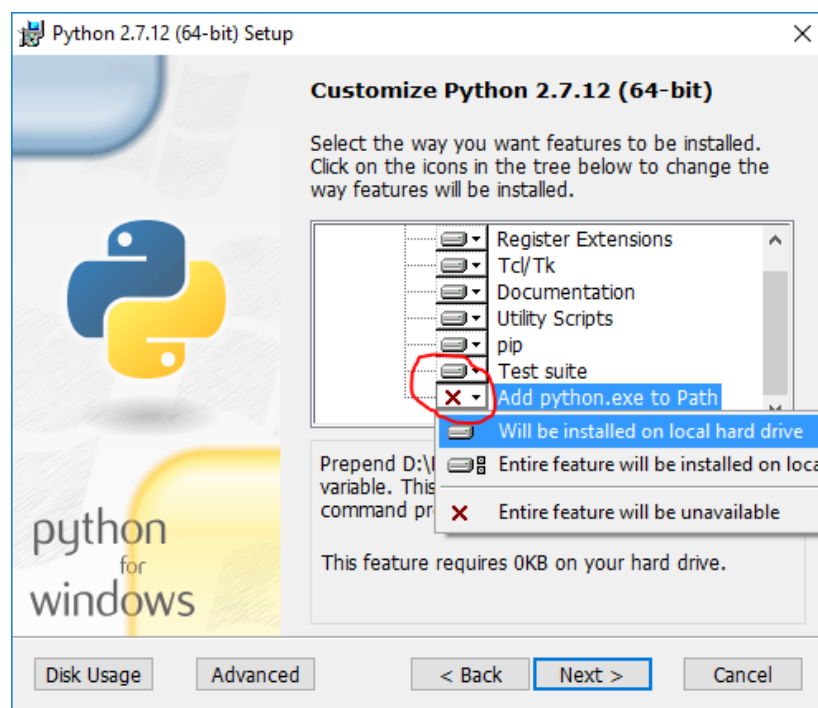 Python 2.7.12 (64-bit) Setup
Customize Python 2.7.12 (64-bit)
Select the way you want features to be installed.
Click on the icons in the tree below to change the
way features will be installed.
Register Extensions
Tcl/Tk
Documentation
Utility Scripts
pip
Test suite
Add python.exe to Path
Will be installed on local hard drive
Entire feature will be installed on loca
Entire feature will be unavailable
Prepend D:\
variable. This
command pr
This feature requires 0KB on your hard drive.
python
for
windows
Disk Usage
Advanced
< Back
Next >
Cancel